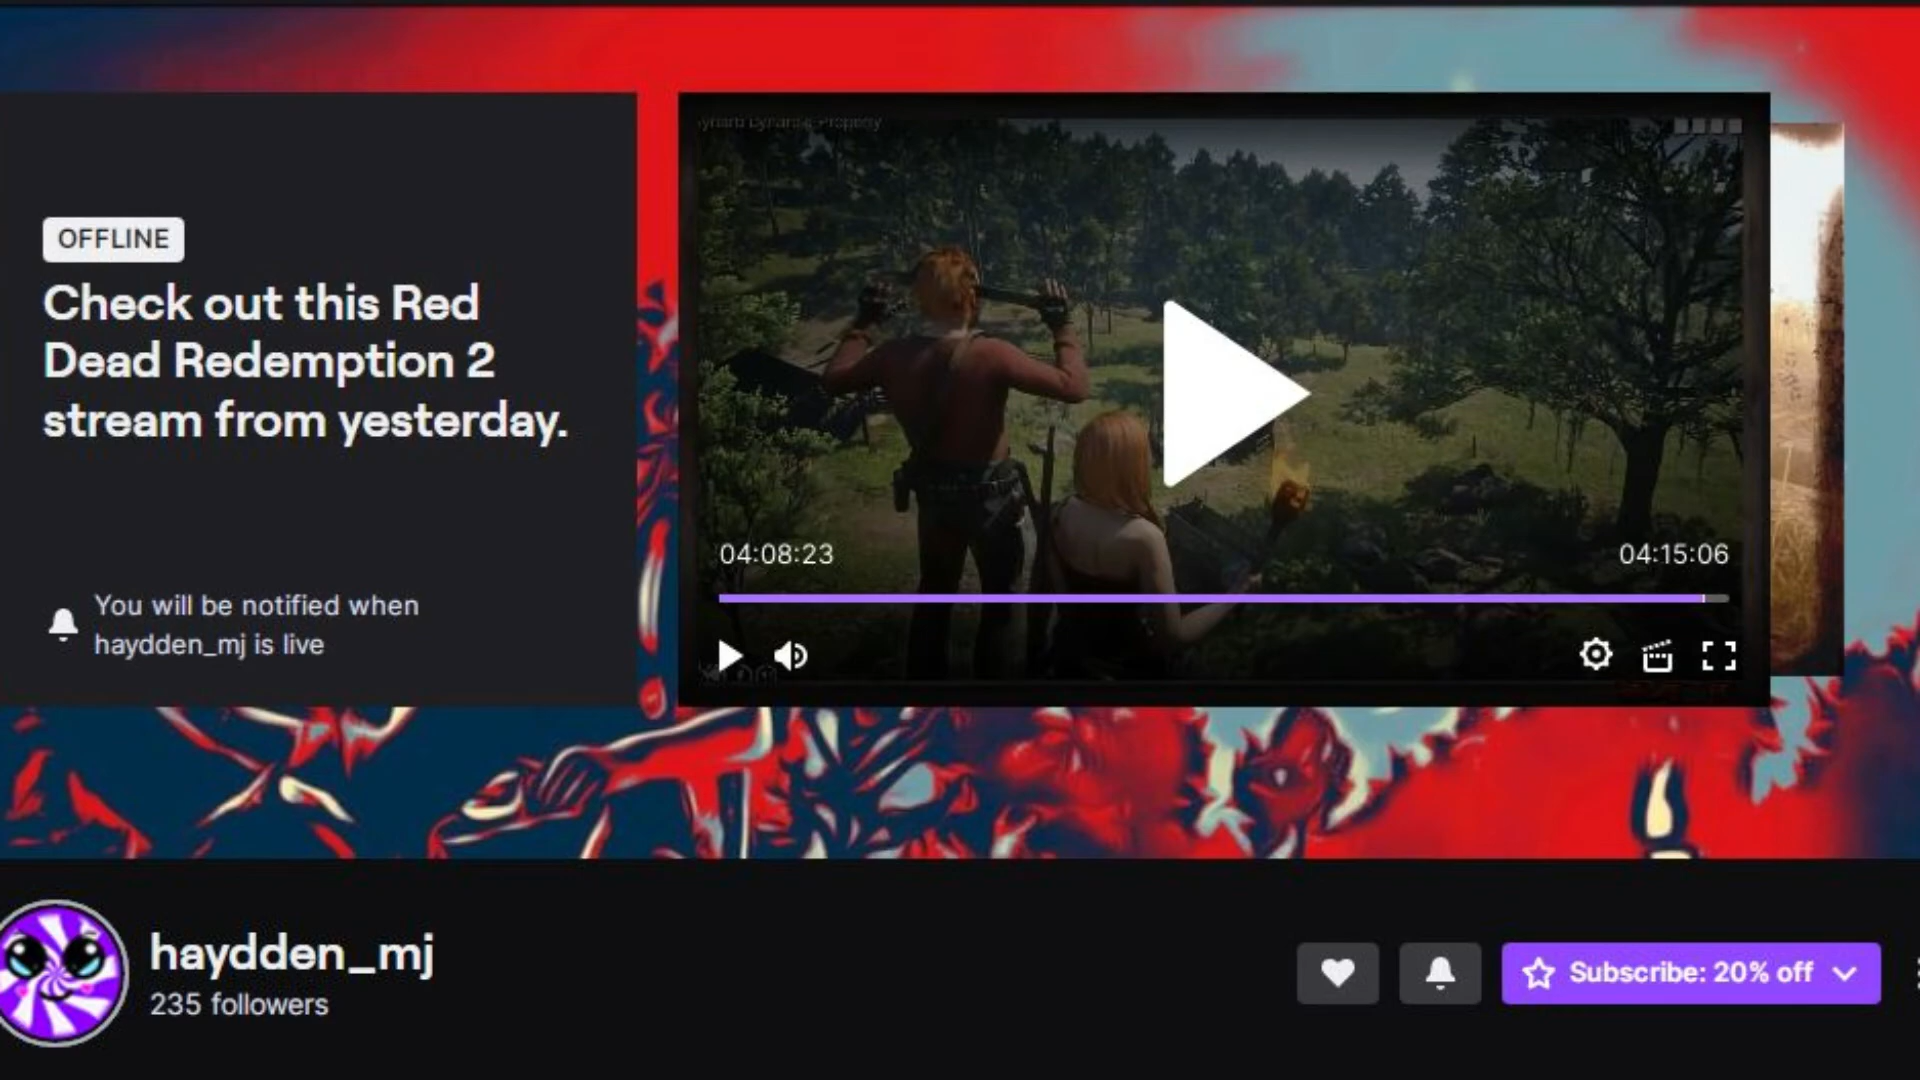 OFFLINE
Check out this Red
Dead Redemption 2
stream from yesterday.
You will be notified when
haydden_mj is live
04:08:23
04:15:06
haydden_mj
235 followers
Subscribe: 20% off